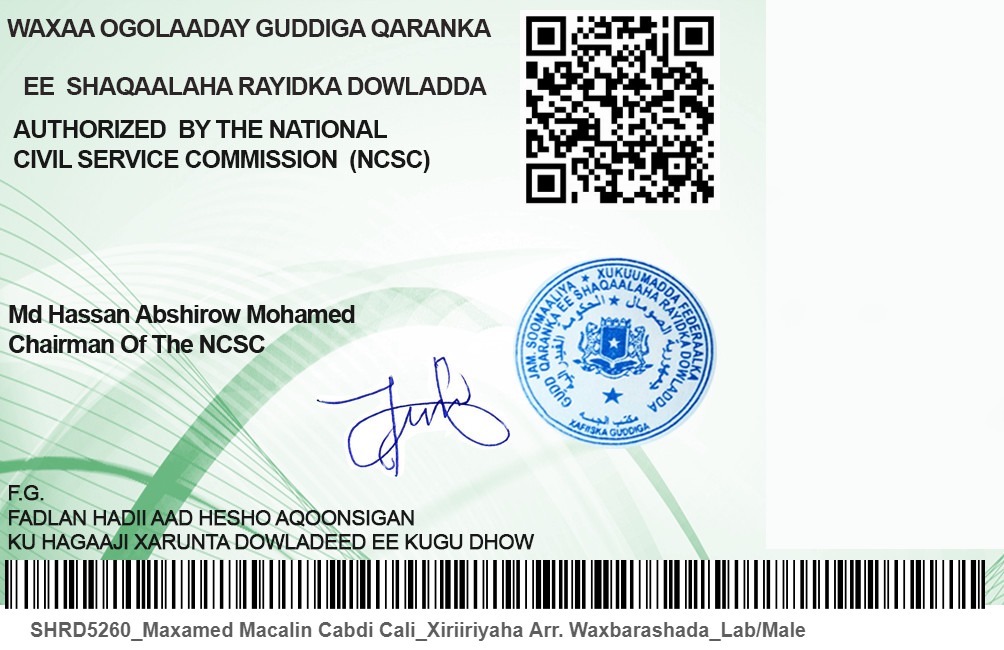 WAXAA OGOLAADAY GUDDIGA QARANKA
EE SHAQAALAHA RAYIDKA DOWLADDA
AUTHORIZED BY THE NATIONAL
CIVIL SERVICE COMMISSION (NCSC)
Md Hassan Abshirow Mohamed
Chairman Of The NCSC
JAM. SOOMAALIYA ★ XUKUUMADDA FEDERAALKA
GUDD QARANKA EE SHAQAALAHA RAYIDKA DOWLADDA
XAFIISKA GUDDIGA
F.G.
FADLAN HADII AAD HESHO AQOONSIGAN
KU HAGAAJI XARUNTA DOWLADEED EE KUGU DHOW
SHRD5260_Maxamed Macalin Cabdi Cali_Xiriiriyaha Arr. Waxbarashada_Lab/Male